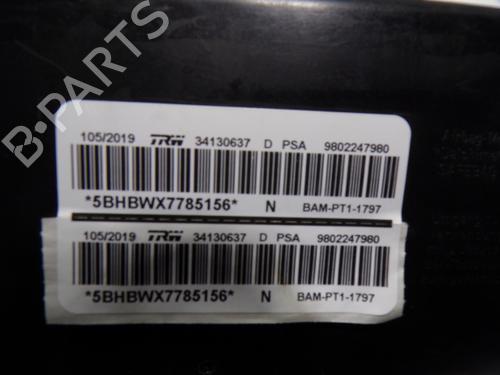 105/2019 TRW 34130637 D PSA 9802247980
*5BHBWX7785156* N BAM-PT1-1797
105/2019 TRW 34130637 D PSA 9802247980
*5BHBWX7785156* N BAM-PT1-1797
B-PARTS